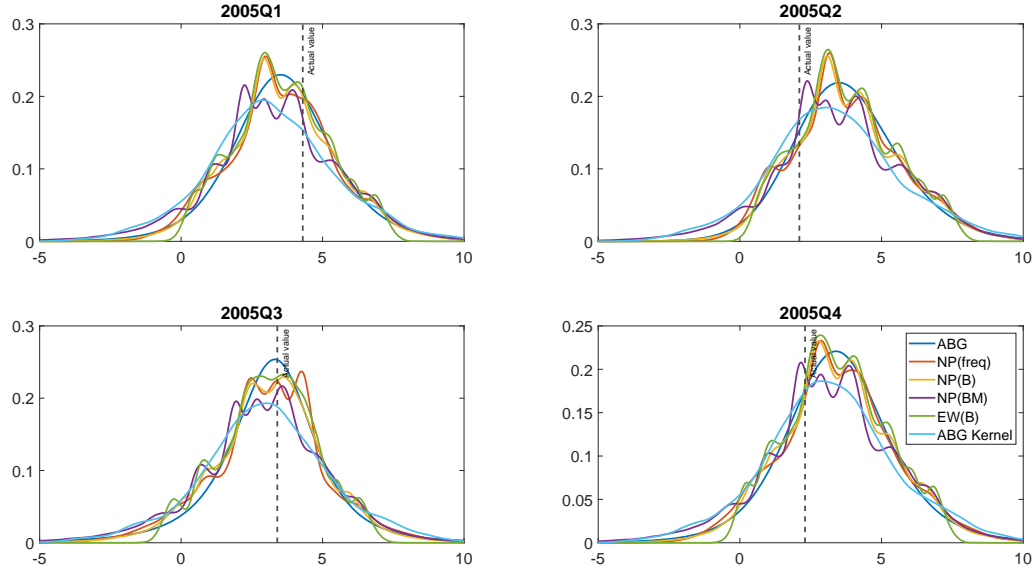 2005Q1
0.3
0.2
0.1
0
-5
0
5
10
Actual value
2005Q2
0.3
0.2
0.1
0
-5
0
5
10
Actual value
2005Q3
0.3
0.2
0.1
0
-5
0
5
10
Actual value
2005Q4
0.25
0.2
0.15
0.1
0.05
0
-5
0
5
10
Actual value
ABG
NP(freq)
NP(B)
NP(BM)
EW(B)
ABG Kernel